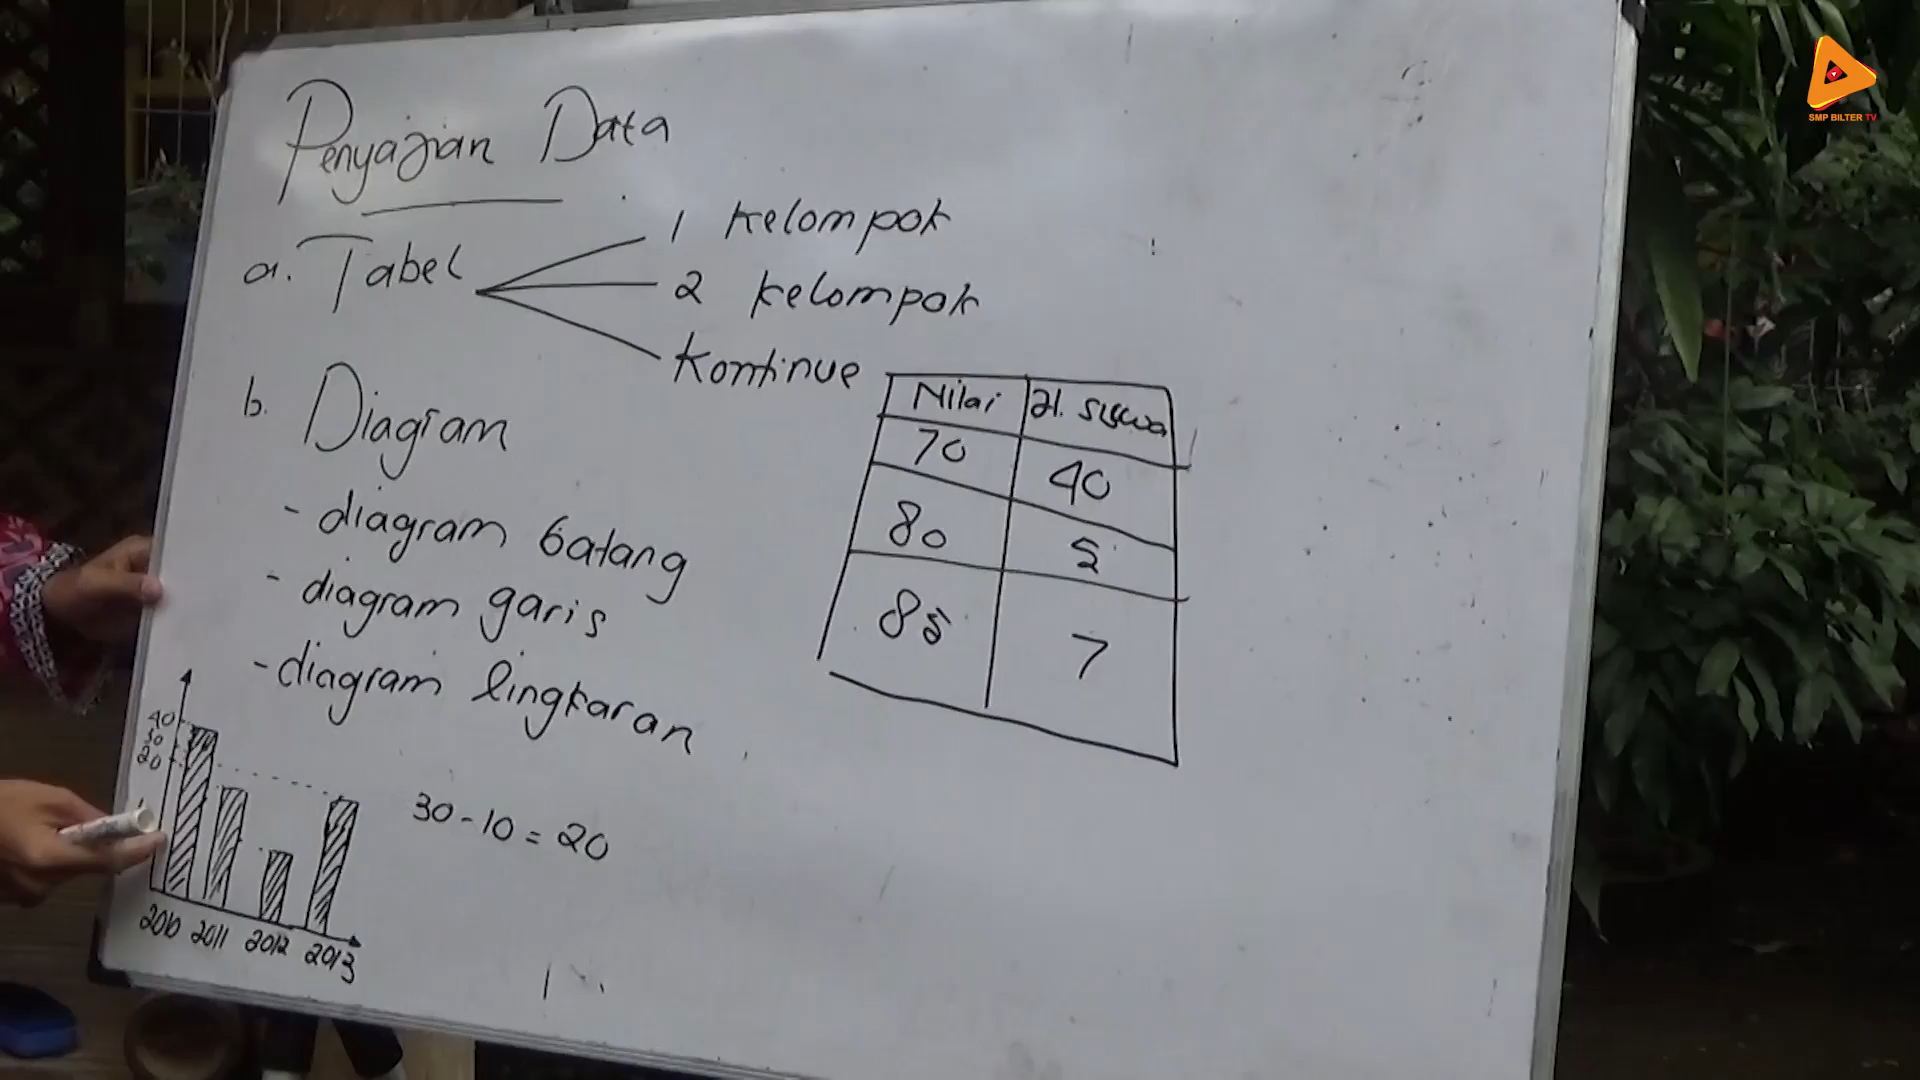 Penyajian Data
a. Tabel
1 kelompok
2 kelompok
Kontinue
b. Diagram
- diagram batang
- diagram garis
- diagram lingkaran
Nilai Jl. siswa
70 40
80 5
85 7
40
30
20
2010 2011 2012 2013
30 - 10 = 20
SMP BILTER TV